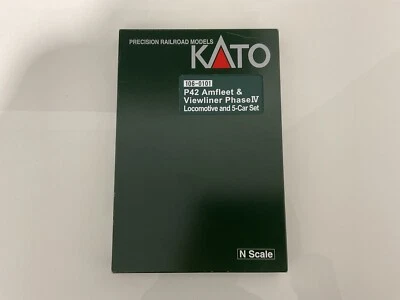 PRECISION RAILROAD MODELS
KATO
106-0101
P42 Amfleet &
Viewliner PhaseⅣ
Locomotive and 5-Car Set
N Scale